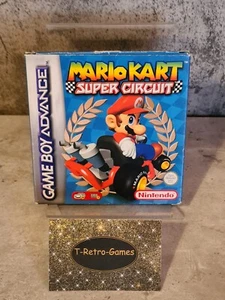 GAME BOY ADVANCE
MARIO KART
SUPER CIRCUIT
Nintendo
T-Retro-Games